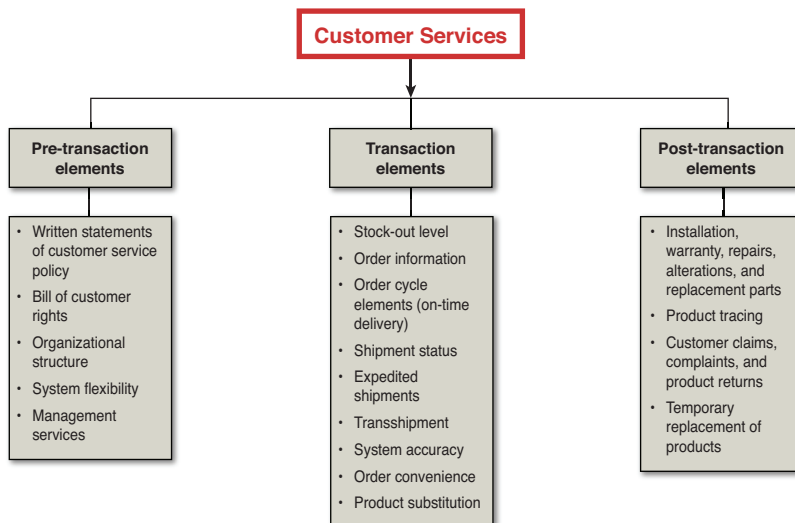 Customer Services
Pre-transaction
elements
• Written statements
of customer service
policy
• Bill of customer
rights
• Organizational
structure
• System flexibility
• Management
services
Transaction
elements
• Stock-out level
• Order information
• Order cycle
elements (on-time
delivery)
• Shipment status
• Expedited
shipments
• Transshipment
• System accuracy
• Order convenience
• Product substitution
Post-transaction
elements
• Installation,
warranty, repairs,
alterations, and
replacement parts
• Product tracing
• Customer claims,
complaints, and
product returns
• Temporary
replacement of
products